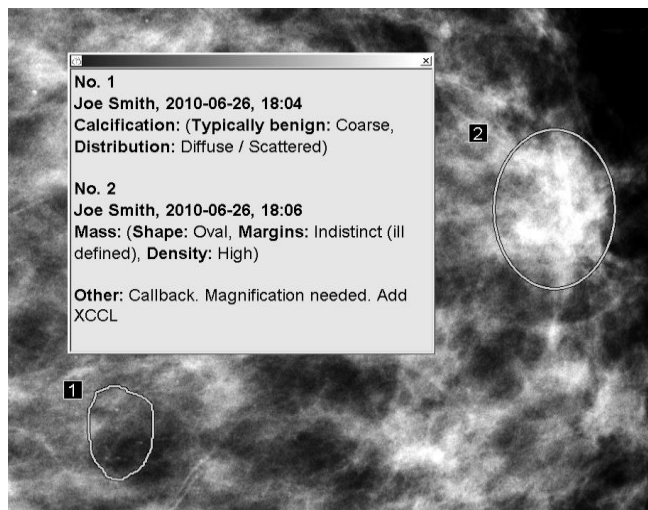 No. 1
Joe Smith, 2010-06-26, 18:04
Calcification: (Typically benign: Coarse,
Distribution: Diffuse / Scattered)
No. 2
Joe Smith, 2010-06-26, 18:06
Mass: (Shape: Oval, Margins: Indistinct (ill
defined), Density: High)
Other: Callback. Magnification needed. Add
XCCL
2
1